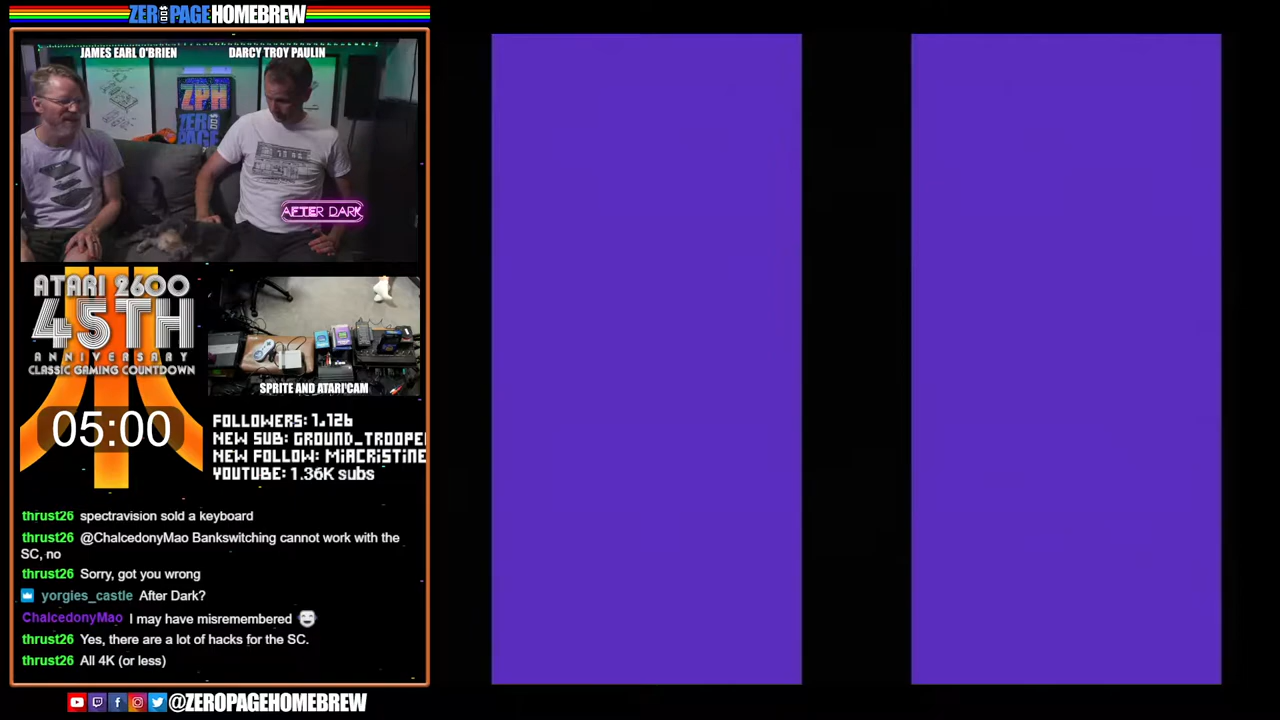 ZEROPAGEHOMEBREW
JAMES EARL O'BRIEN
DARCY TROY PAULIN
ZPH
ZERO
PAGE
AFTER DARK
ATARI 2600
45TH
ANNIVERSARY
CLASSIC GAMING COUNTDOWN
05:00
SPRITE AND ATARI CAM
FOLLOWERS: 1,126
NEW SUB: GROUND_TROOPE
NEW FOLLOW: MIACRISTINE
YOUTUBE: 1.36K subs
thrust26 spectravision sold a keyboard
thrust26 @ChalcedonyMao Bankswitching cannot work with the
SC, no
thrust26 Sorry, got you wrong
yorgies_castle After Dark?
ChalcedonyMao I may have misremembered
thrust26 Yes, there are a lot of hacks for the SC.
thrust26 All 4K (or less)
@ZEROPAGEHOMEBREW